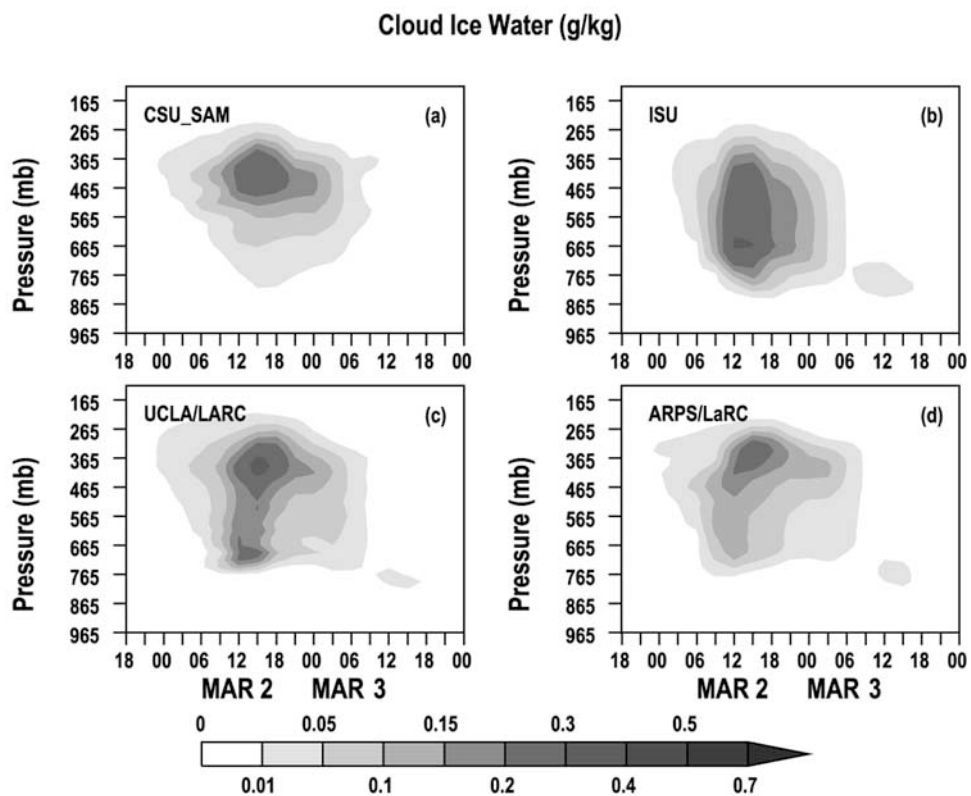 Cloud Ice Water (g/kg)
CSU_SAM (a)
Pressure (mb)
165
265
365
465
565
665
765
865
965
18 00 06 12 18 00 06 12 18 00
ISU (b)
Pressure (mb)
165
265
365
465
565
665
765
865
965
18 00 06 12 18 00 06 12 18 00
UCLA/LARC (c)
Pressure (mb)
165
265
365
465
565
665
765
865
965
18 00 06 12 18 00 06 12 18 00
MAR 2 MAR 3
ARPS/LaRC (d)
Pressure (mb)
165
265
365
465
565
665
765
865
965
18 00 06 12 18 00 06 12 18 00
MAR 2 MAR 3
0 0.05 0.15 0.3 0.5
0.01 0.1 0.2 0.4 0.7